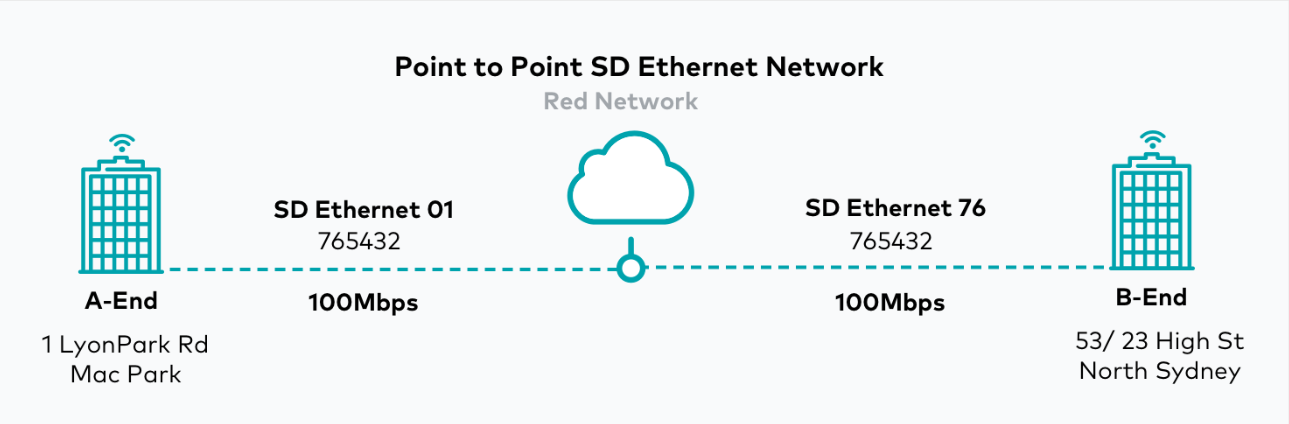 Point to Point SD Ethernet Network
Red Network
SD Ethernet 01
765432
100Mbps
SD Ethernet 76
765432
100Mbps
A-End
1 LyonPark Rd
Mac Park
B-End
53/ 23 High St
North Sydney